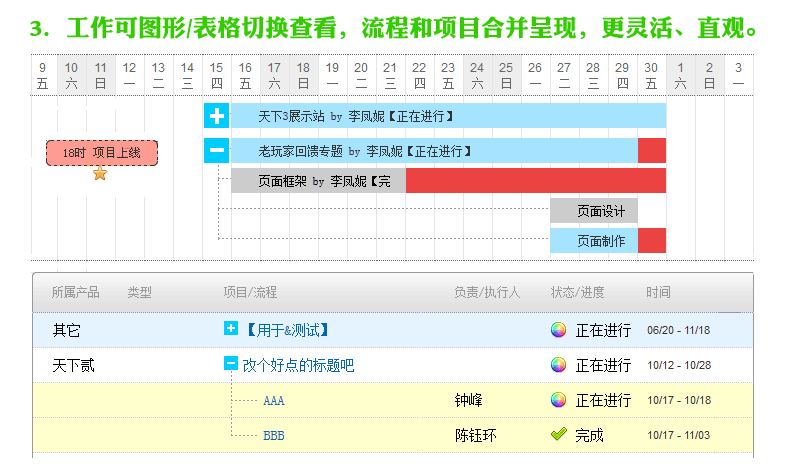 3. 工作可图形/表格切换查看，流程和项目合并呈现，更灵活、直观。
9 10 11 12 13 14 15 16 17 18 19 20 21 22 23 24 25 26 27 28 29 30 1 2 3
五 六 日 一 二 三 四 五 六 日 一 二 三 四 五 六 日 一 二 三 四 五 六 日 一
天下3展示站 by 李凤妮【正在进行】
18时 项目上线
老玩家回馈专题 by 李凤妮【正在进行】
页面框架 by 李凤妮【完
页面设计
页面制作
所属产品 类型 项目/流程 负责/执行人 状态/进度 时间
其它 【用于&测试】 正在进行 06/20 - 11/18
天下贰 改个好点的标题吧 正在进行 10/12 - 10/28
AAA 钟峰 正在进行 10/17 - 10/18
BBB 陈钰环 完成 10/17 - 11/03